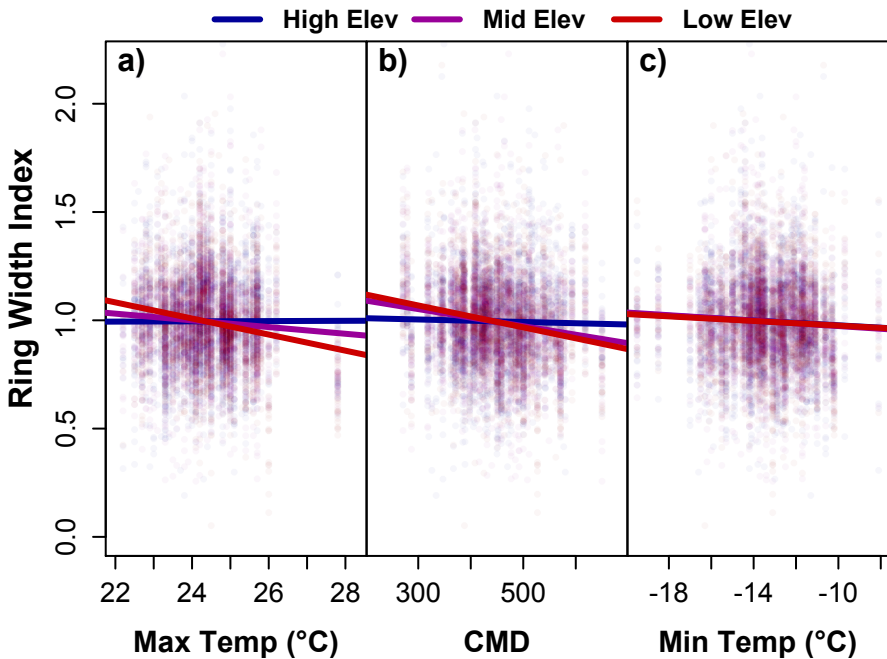 High Elev Mid Elev Low Elev
a) b) c)
Ring Width Index
0.0 0.5 1.0 1.5 2.0
22 24 26 28 300 500 -18 -14 -10
Max Temp (°C) CMD Min Temp (°C)